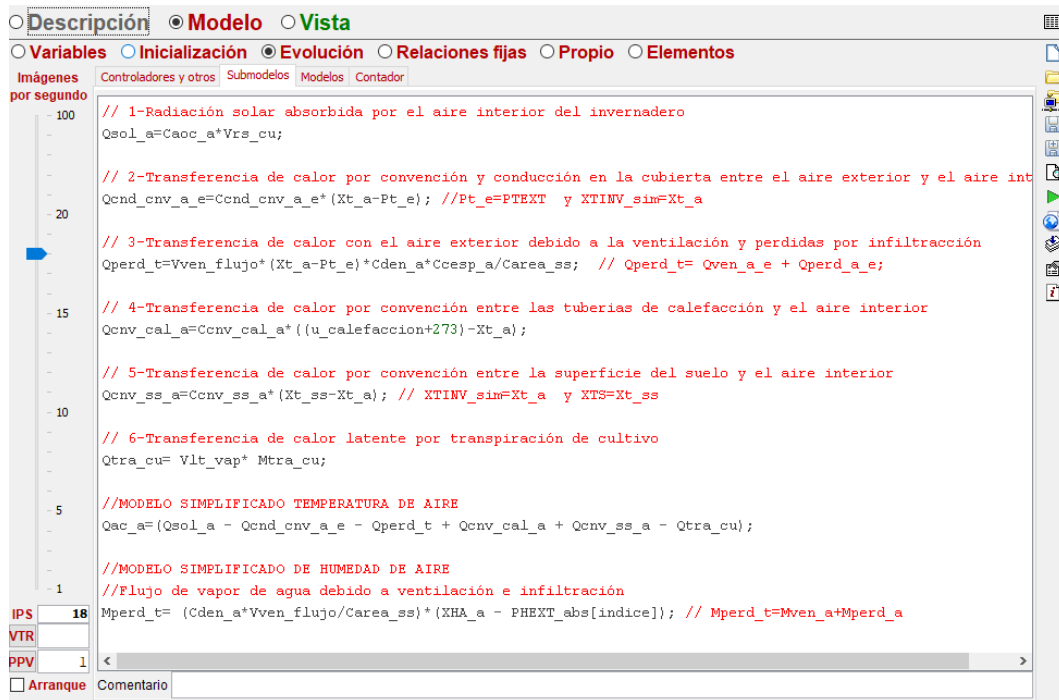 Descripción Modelo Vista
Variables Inicialización Evolución Relaciones fijas Propio Elementos
Imágenes por segundo
Controladores y otros Submodelos Modelos Contador
100
20
15
10
5
1
// 1-Radiación solar absorbida por el aire interior del invernadero
Qsol_a=Caoc_a*Vrs_cu;
// 2-Transferencia de calor por convención y conducción en la cubierta entre el aire exterior y el aire int
Qcnd_cnv_a_e=Ccnd_cnv_a_e*(Xt_a-Pt_e); //Pt_e=PTEXT  y XTINV_sim=Xt_a
// 3-Transferencia de calor con el aire exterior debido a la ventilación y perdidas por infiltracción
Qperd_t=Vven_flujo*(Xt_a-Pt_e)*Cden_a*Ccesp_a/Carea_ss;  // Qperd_t= Qven_a_e + Qperd_a_e;
// 4-Transferencia de calor por convención entre las tuberias de calefacción y el aire interior
Qcnv_cal_a=Ccnv_cal_a*((u_calefaccion+273)-Xt_a);
// 5-Transferencia de calor por convención entre la superficie del suelo y el aire interior
Qcnv_ss_a=Ccnv_ss_a*(Xt_ss-Xt_a); // XTINV_sim=Xt_a  y XTS=Xt_ss
// 6-Transferencia de calor latente por transpiración de cultivo
Qtra_cu= Vlt_vap* Mtra_cu;
//MODELO SIMPLIFICADO TEMPERATURA DE AIRE
Qac_a=(Qsol_a - Qcnd_cnv_a_e - Qperd_t + Qcnv_cal_a + Qcnv_ss_a - Qtra_cu);
//MODELO SIMPLIFICADO DE HUMEDAD DE AIRE
//Flujo de vapor de agua debido a ventilación e infiltración
Mperd_t= (Cden_a*Vven_flujo/Carea_ss)*(XHA_a - PHEXT_abs[indice]); // Mperd_t=Mven_a+Mperd_a
IPS 18
VTR
PPV 1
Arranque Comentario